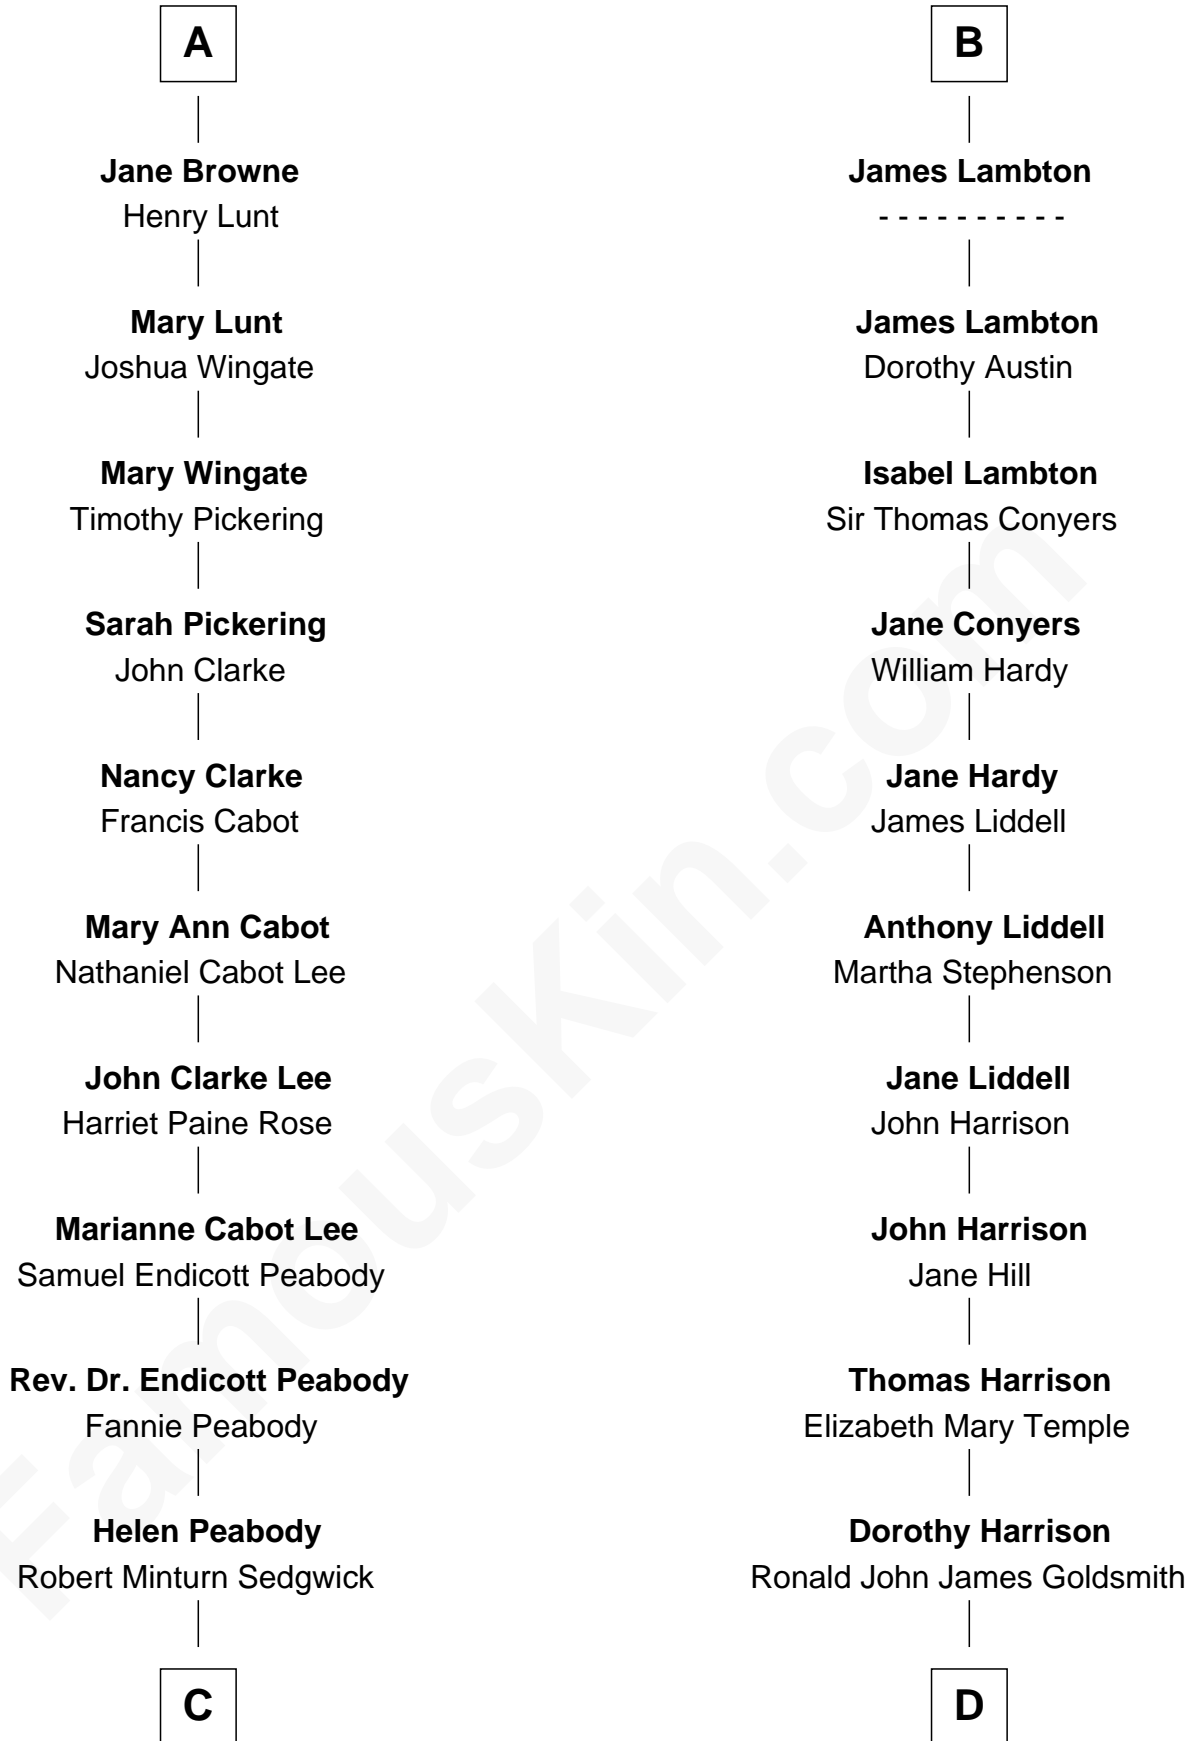 A
Jane Browne
Henry Lunt
Mary Lunt
Joshua Wingate
Mary Wingate
Timothy Pickering
Sarah Pickering
John Clarke
Nancy Clarke
Francis Cabot
Mary Ann Cabot
Nathaniel Cabot Lee
John Clarke Lee
Harriet Paine Rose
Marianne Cabot Lee
Samuel Endicott Peabody
Rev. Dr. Endicott Peabody
Fannie Peabody
Helen Peabody
Robert Minturn Sedgwick
C
B
James Lambton
- - - - - - - - - -
James Lambton
Dorothy Austin
Isabel Lambton
Sir Thomas Conyers
Jane Conyers
William Hardy
Jane Hardy
James Liddell
Anthony Liddell
Martha Stephenson
Jane Liddell
John Harrison
John Harrison
Jane Hill
Thomas Harrison
Elizabeth Mary Temple
Dorothy Harrison
Ronald John James Goldsmith
D
FamousKin.com